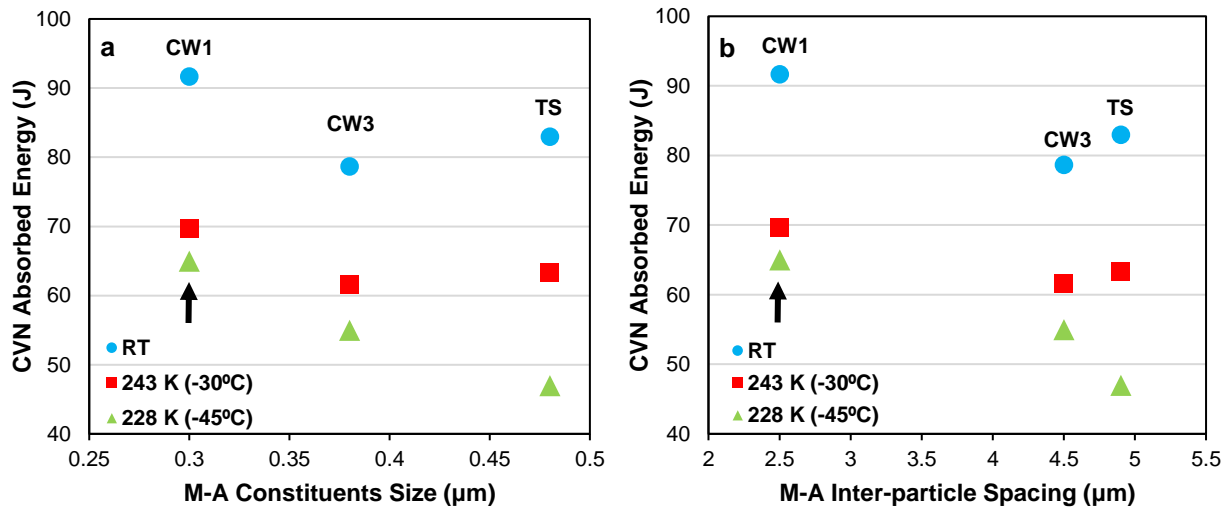 a
CW1
CW3
TS
100
90
80
70
60
50
40
CVN Absorbed Energy (J)
RT
243 K (-30ºC)
228 K (-45ºC)
0.25
0.3
0.35
0.4
0.45
0.5
M-A Constituents Size (µm)
b
CW1
CW3
TS
100
90
80
70
60
50
40
CVN Absorbed Energy (J)
RT
243 K (-30ºC)
228 K (-45ºC)
2
2.5
3
3.5
4
4.5
5
5.5
M-A Inter-particle Spacing (µm)